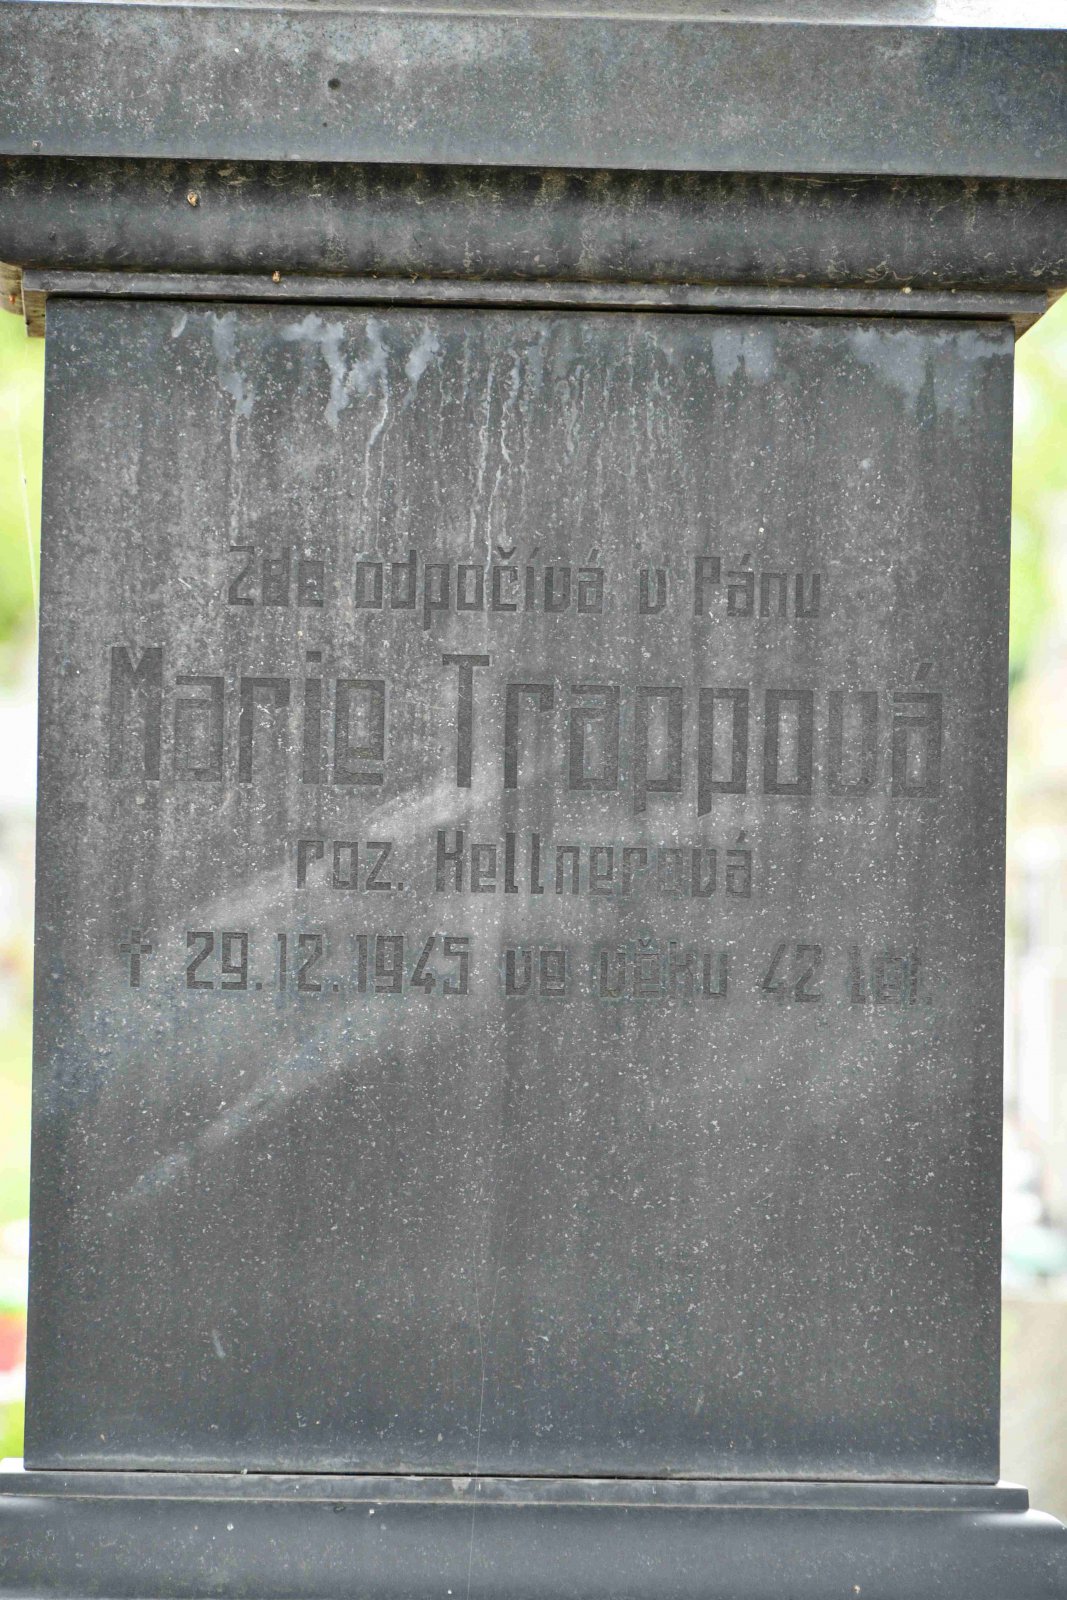 Zde odpočívá v Pánu
Marie Trappová
roz. Kellnerová
† 29.12.1945 ve věku 42 let.